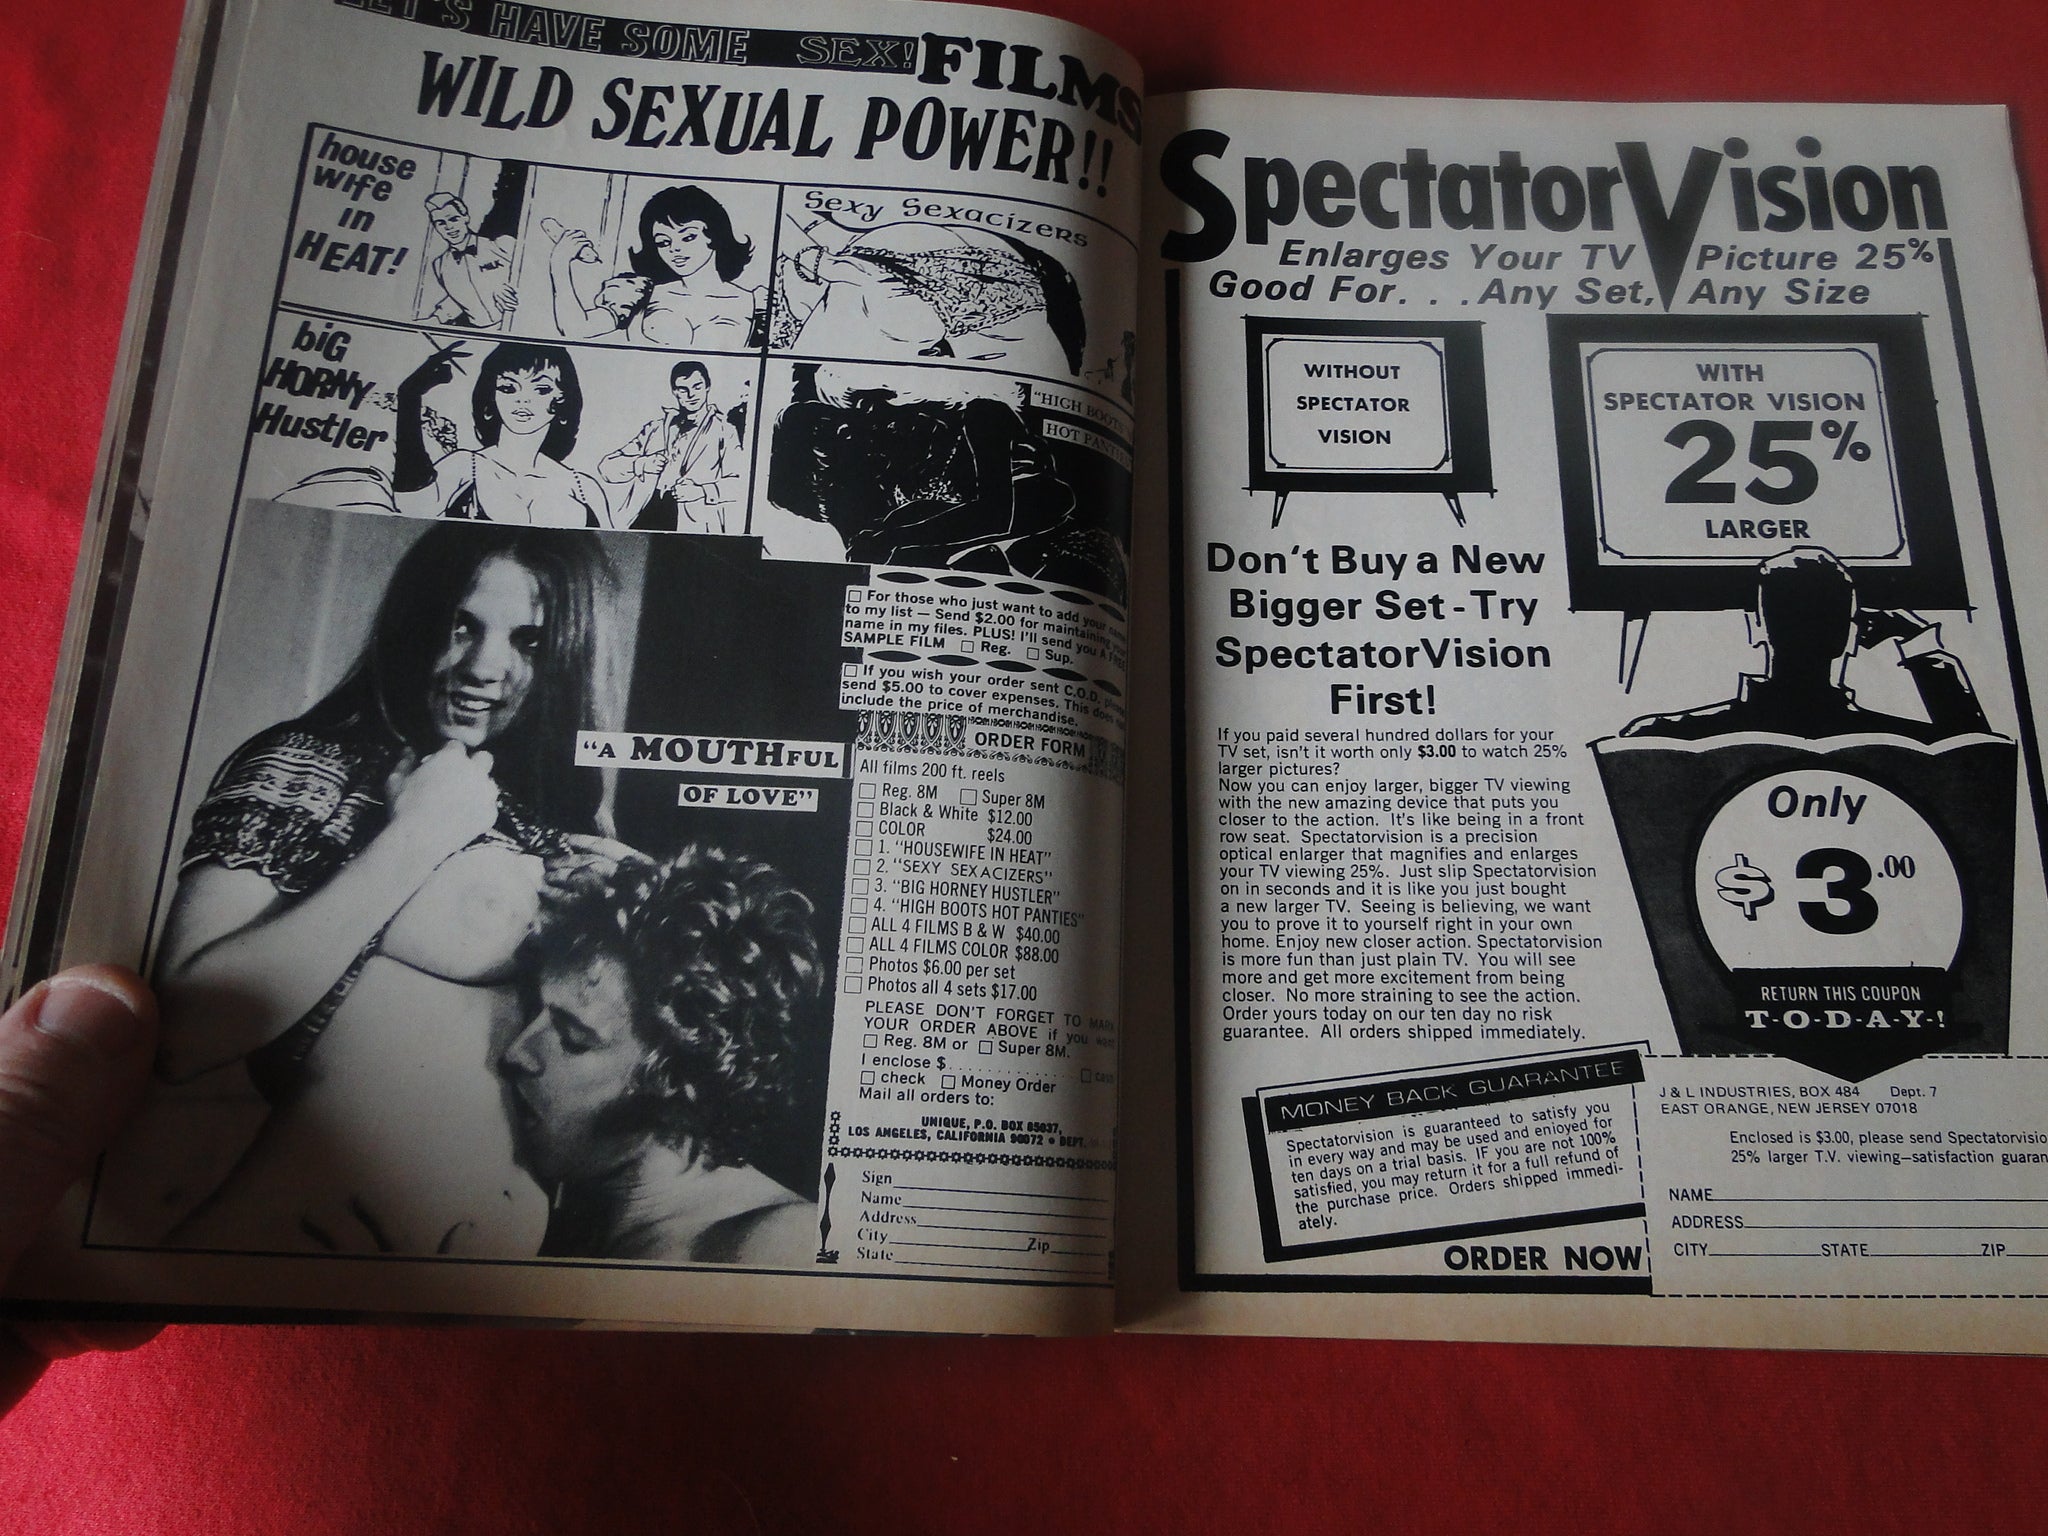 LET'S HAVE SOME SEX! FILMS
WILD SEXUAL POWER!!
house
wife
in
HEAT!
MILK
Sexy Sexacizers
big
HORNY
Hustler
"HIGH BOOTS
HOT PANTIES
"A MOUTHFUL
OF LOVE"
☐ For those who just want to add your name
to my list — Send $2.00 for maintaining your
name in my files. PLUS! I'll send you A FREE
SAMPLE FILM ☐ Reg. ☐ Sup.
☐ If you wish your order sent C.O.D. please
send $5.00 to cover expenses. This does not
include the price of merchandise.
ORDER FORM
All films 200 ft. reels
☐ Reg. 8M ☐ Super 8M
☐ Black & White $12.00
☐ COLOR $24.00
☐ 1. "HOUSEWIFE IN HEAT"
☐ 2. "SEXY SEXACIZERS"
☐ 3. "BIG HORNEY HUSTLER"
☐ 4. "HIGH BOOTS HOT PANTIES"
☐ ALL 4 FILMS B & W $40.00
☐ ALL 4 FILMS COLOR $88.00
☐ Photos $6.00 per set
☐ Photos all 4 sets $17.00
PLEASE DON'T FORGET TO MARK
YOUR ORDER ABOVE if you want
☐ Reg. 8M or ☐ Super 8M.
I enclose $. . . . . . . . . . . . . . . ☐ cash
☐ check ☐ Money Order
Mail all orders to:
UNIQUE, P.O. BOX 85037,
LOS ANGELES, CALIFORNIA 90072 • DEPT.
Sign
Name
Address
City Zip
State
SpectatorVision
Enlarges Your TV Picture 25%
Good For. . . Any Set, Any Size
WITHOUT
SPECTATOR
VISION
WITH
SPECTATOR VISION
25%
LARGER
Don't Buy a New
Bigger Set - Try
SpectatorVision
First!
If you paid several hundred dollars for your
TV set, isn't it worth only $3.00 to watch 25%
larger pictures?
Now you can enjoy larger, bigger TV viewing
with the new amazing device that puts you
closer to the action. It's like being in a front
row seat. Spectatorvision is a precision
optical enlarger that magnifies and enlarges
your TV viewing 25%. Just slip Spectatorvision
on in seconds and it is like you just bought
a new larger TV. Seeing is believing, we want
you to prove it to yourself right in your own
home. Enjoy new closer action. Spectatorvision
is more fun than just plain TV. You will see
more and get more excitement from being
closer. No more straining to see the action.
Order yours today on our ten day no risk
guarantee. All orders shipped immediately.
Only
$3.00
RETURN THIS COUPON
T-O-D-A-Y-!
MONEY BACK GUARANTEE
Spectatorvision is guaranteed to satisfy you
in every way and may be used and enjoyed for
ten days on a trial basis. IF you are not 100%
satisfied, you may return it for a full refund of
the purchase price. Orders shipped immedi-
ately.
ORDER NOW
J & L INDUSTRIES, BOX 484 Dept. 7
EAST ORANGE, NEW JERSEY 07018
Enclosed is $3.00, please send Spectatorvisio
25% larger T.V. viewing—satisfaction guaran
NAME
ADDRESS
CITY STATE ZIP